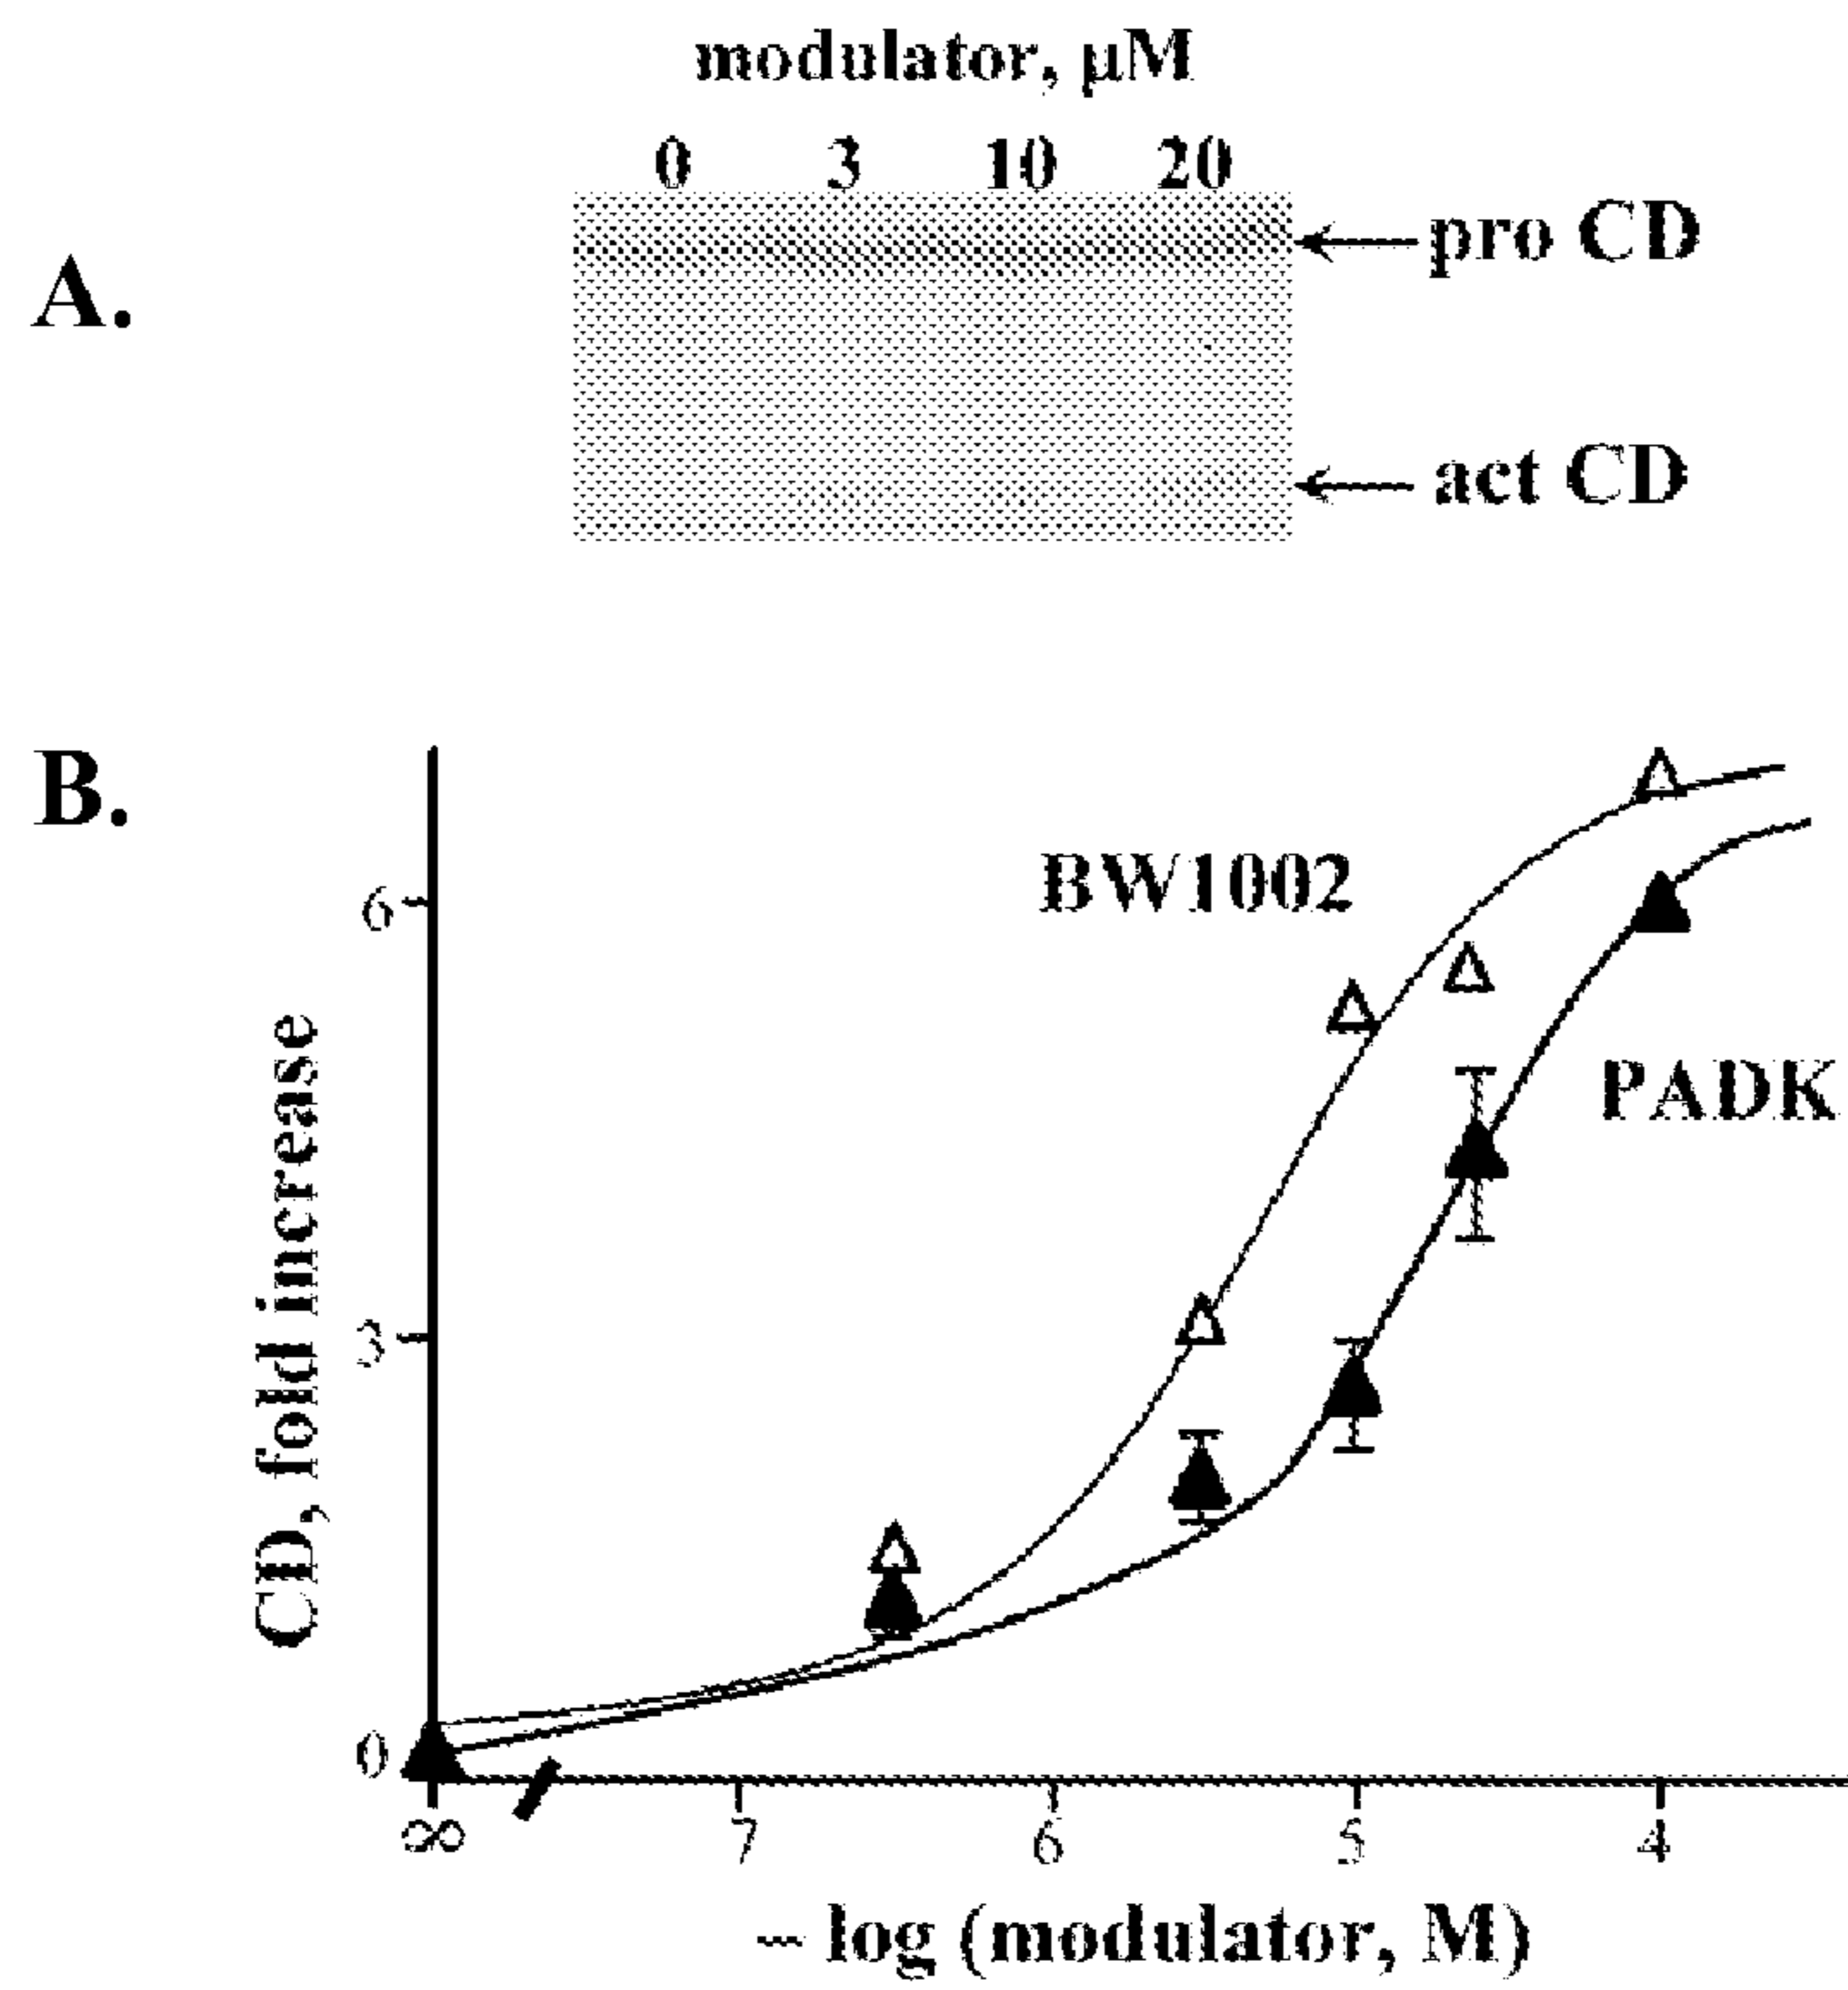 modulator, µM
0 3 10 20
A.
pro CD
act CD
B.
BW1002
PADK
6
3
0
CD, fold increase
∞ 7 6 5 4
– log (modulator, M)